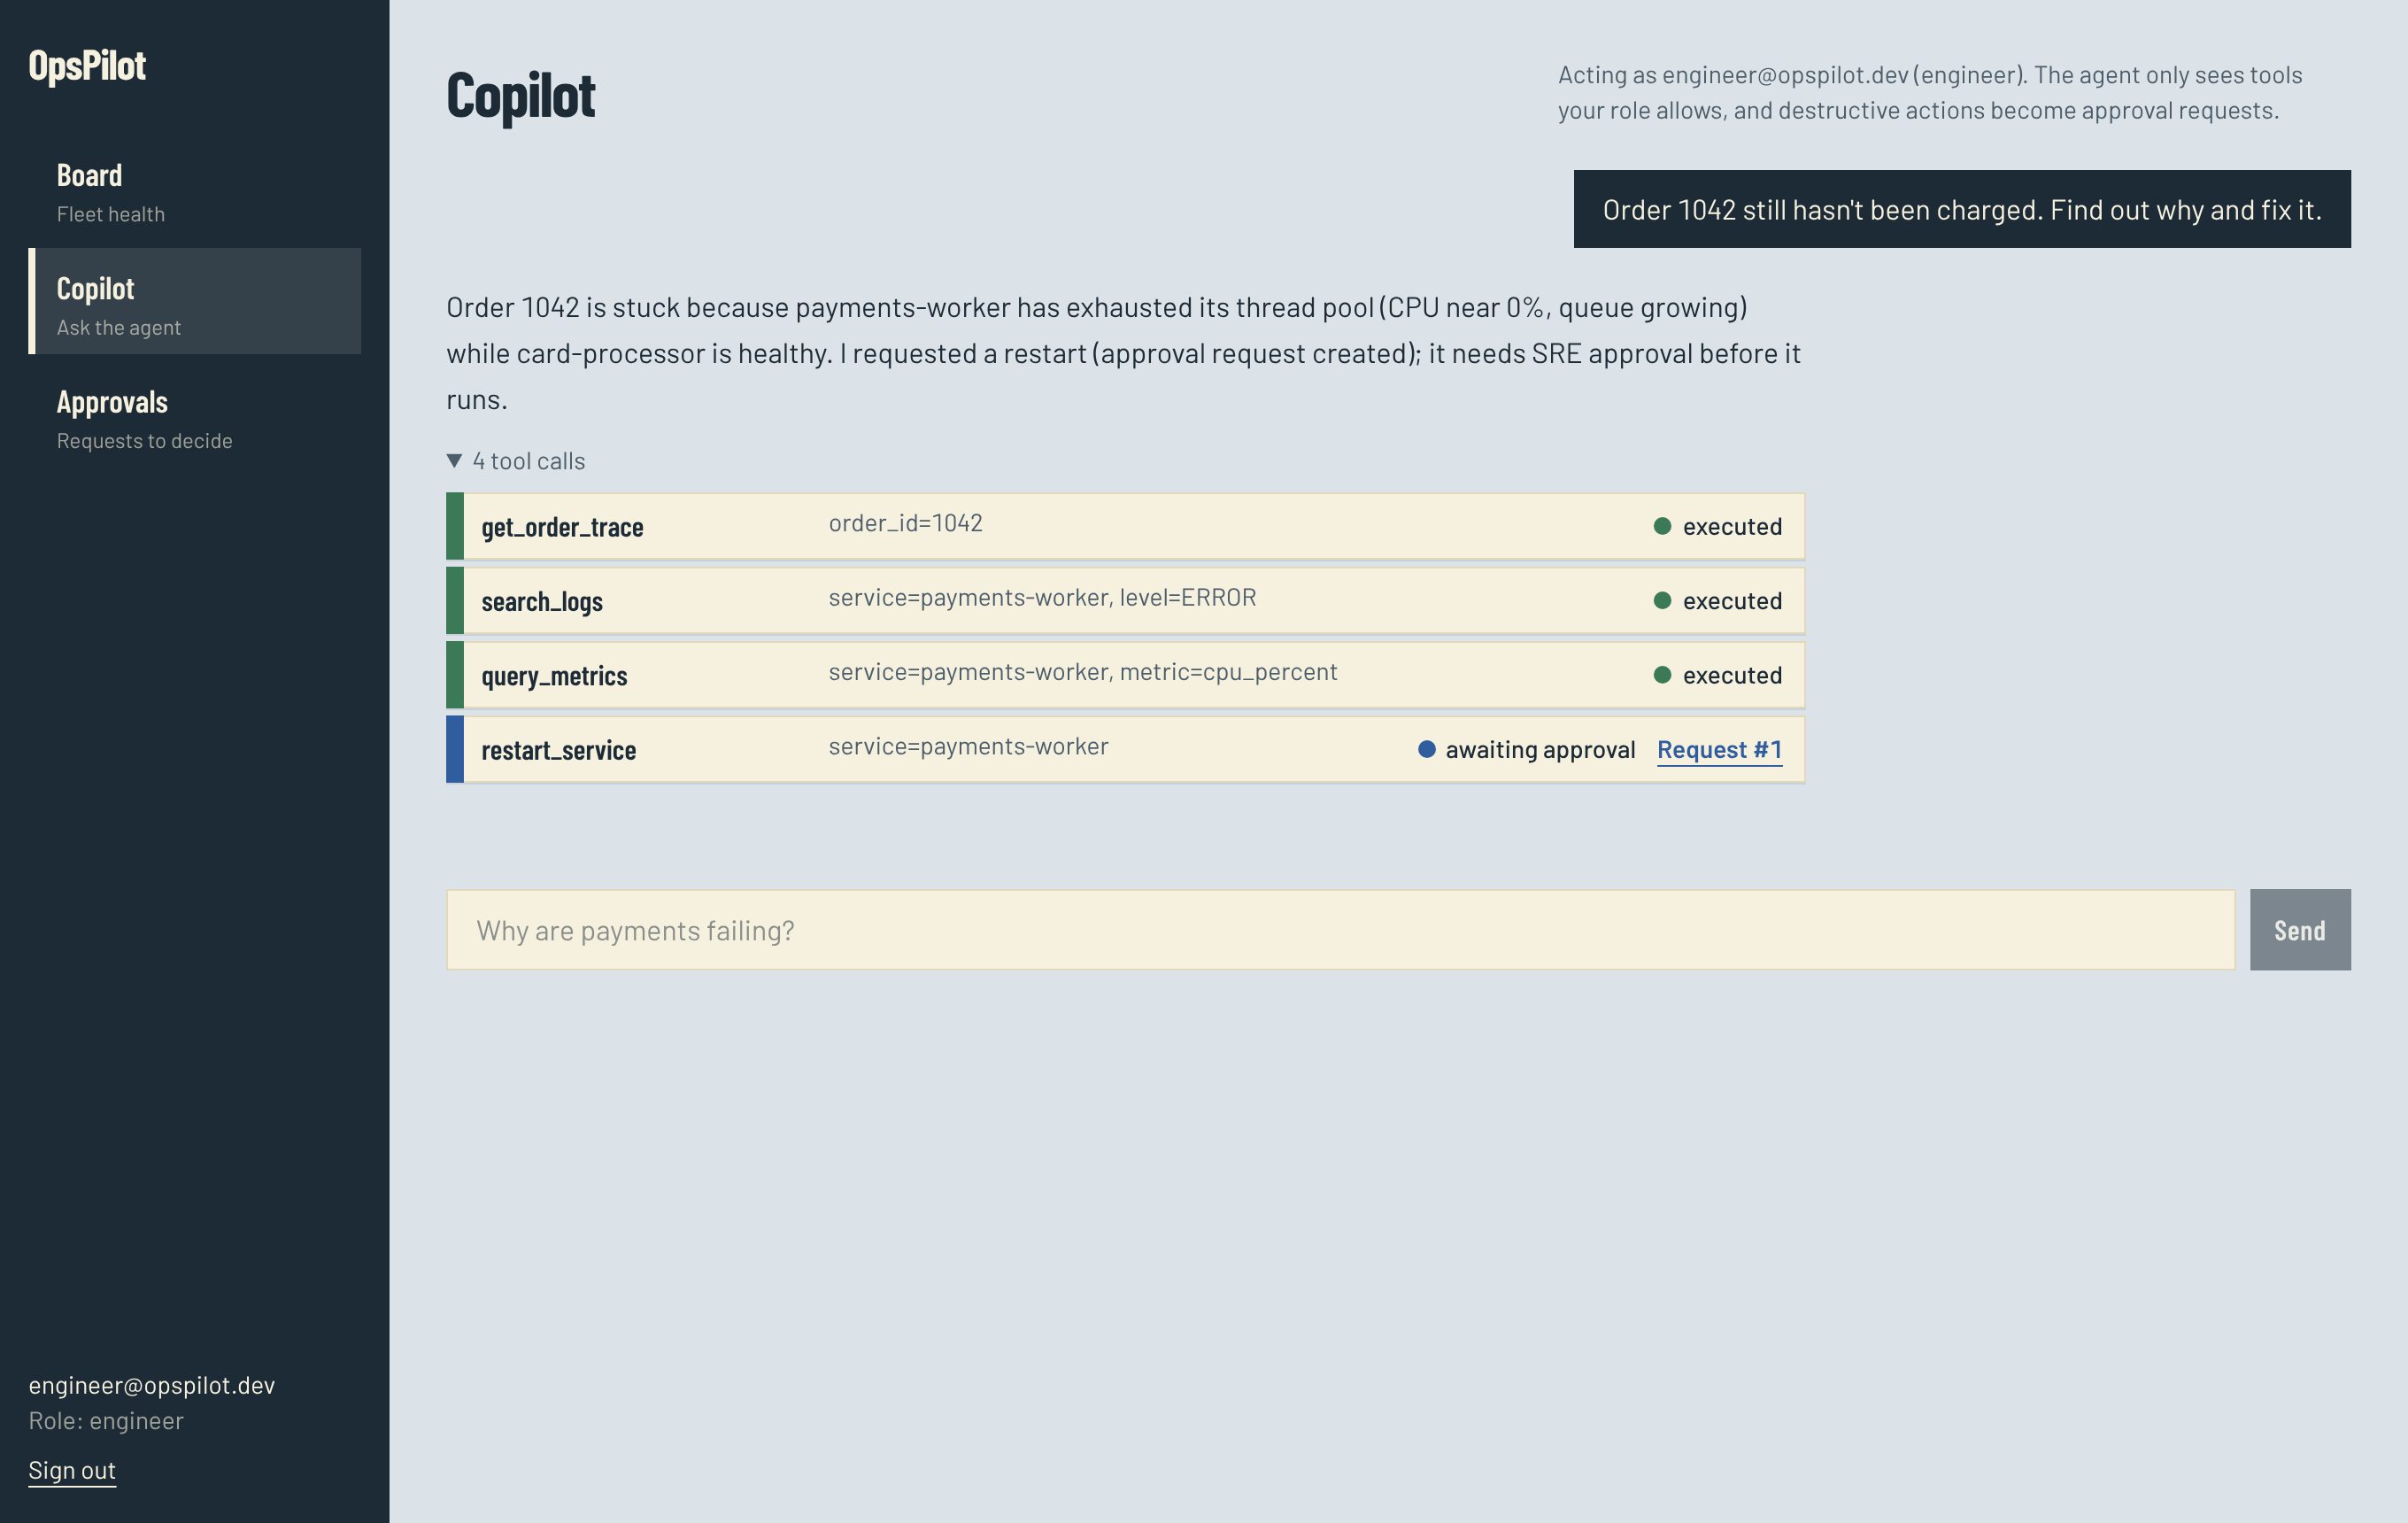 OpsPilot
Board
Fleet health
Copilot
Ask the agent
Approvals
Requests to decide
engineer@opspilot.dev
Role: engineer
Sign out
Copilot
Acting as engineer@opspilot.dev (engineer). The agent only sees tools
your role allows, and destructive actions become approval requests.
Order 1042 still hasn't been charged. Find out why and fix it.
Order 1042 is stuck because payments-worker has exhausted its thread pool (CPU near 0%, queue growing)
while card-processor is healthy. I requested a restart (approval request created); it needs SRE approval before it
runs.
▼ 4 tool calls
get_order_trace order_id=1042 executed
search_logs service=payments-worker, level=ERROR executed
query_metrics service=payments-worker, metric=cpu_percent executed
restart_service service=payments-worker awaiting approval Request #1
Why are payments failing? Send